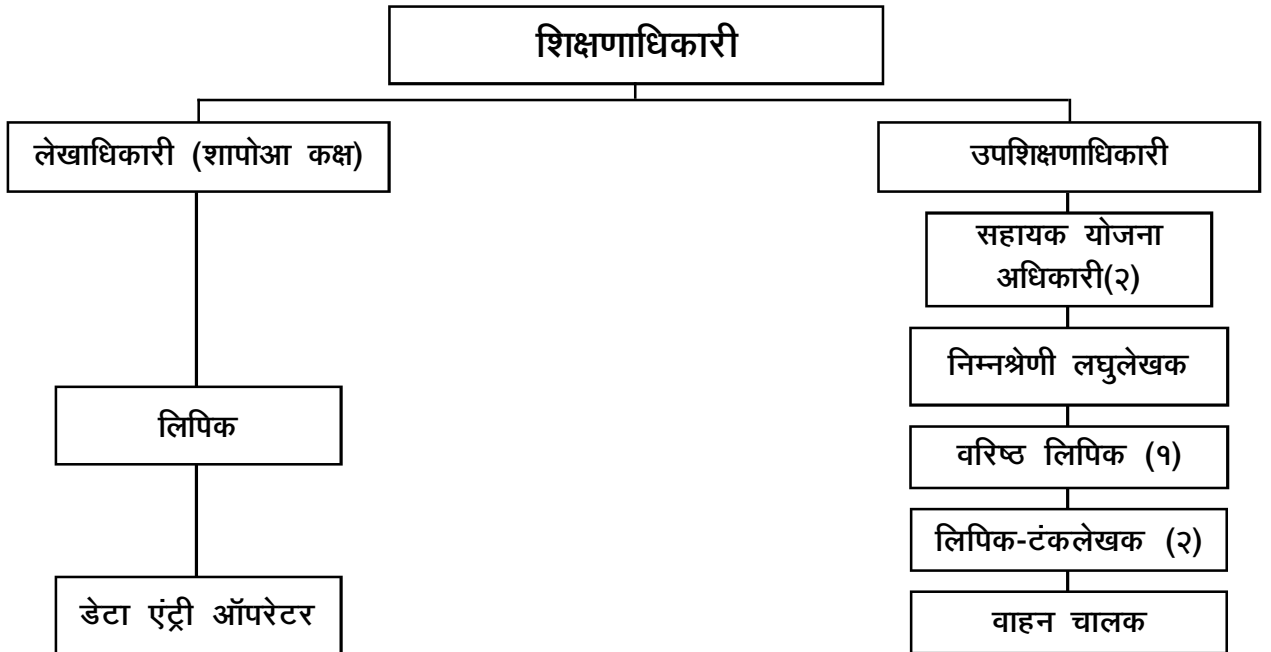 शिक्षणाधिकारी
लेखाधिकारी (शापोआ कक्ष)
उपशिक्षणाधिकारी
सहायक योजना
अधिकारी(२)
निम्नश्रेणी लघुलेखक
लिपिक
वरिष्ठ लिपिक (१)
लिपिक-टंकलेखक (२)
डेटा एंट्री ऑपरेटर
वाहन चालक